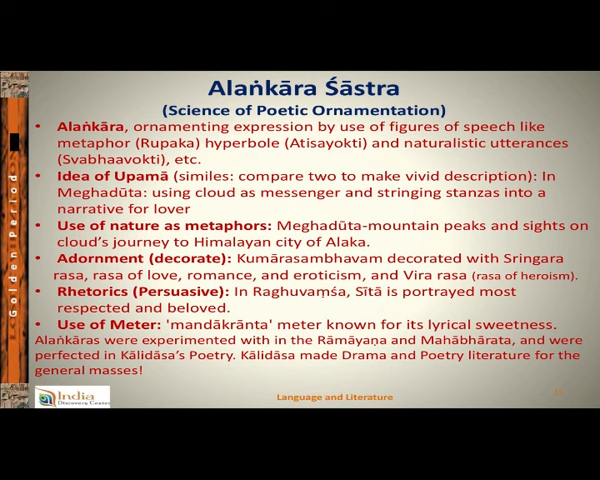 Alaṅkāra Śāstra
(Science of Poetic Ornamentation)
• Alaṅkāra, ornamenting expression by use of figures of speech like
metaphor (Rupaka) hyperbole (Atisayokti) and naturalistic utterances
(Svabhaavokti), etc.
• Idea of Upamā (similes: compare two to make vivid description): In
Meghadūta: using cloud as messenger and stringing stanzas into a
narrative for lover
• Use of nature as metaphors: Meghadūta-mountain peaks and sights on
cloud's journey to Himalayan city of Alaka.
• Adornment (decorate): Kumārasambhavam decorated with Sringara
rasa, rasa of love, romance, and eroticism, and Vira rasa (rasa of heroism).
• Rhetorics (Persuasive): In Raghuvaṃśa, Sītā is portrayed most
respected and beloved.
• Use of Meter: 'mandākrānta' meter known for its lyrical sweetness.
Alaṅkāras were experimented with in the Rāmāyaṇa and Mahābhārata, and were
perfected in Kālidāsa's Poetry. Kālidāsa made Drama and Poetry literature for the
general masses!
Golden Period
India
Discovery Center
Language and Literature